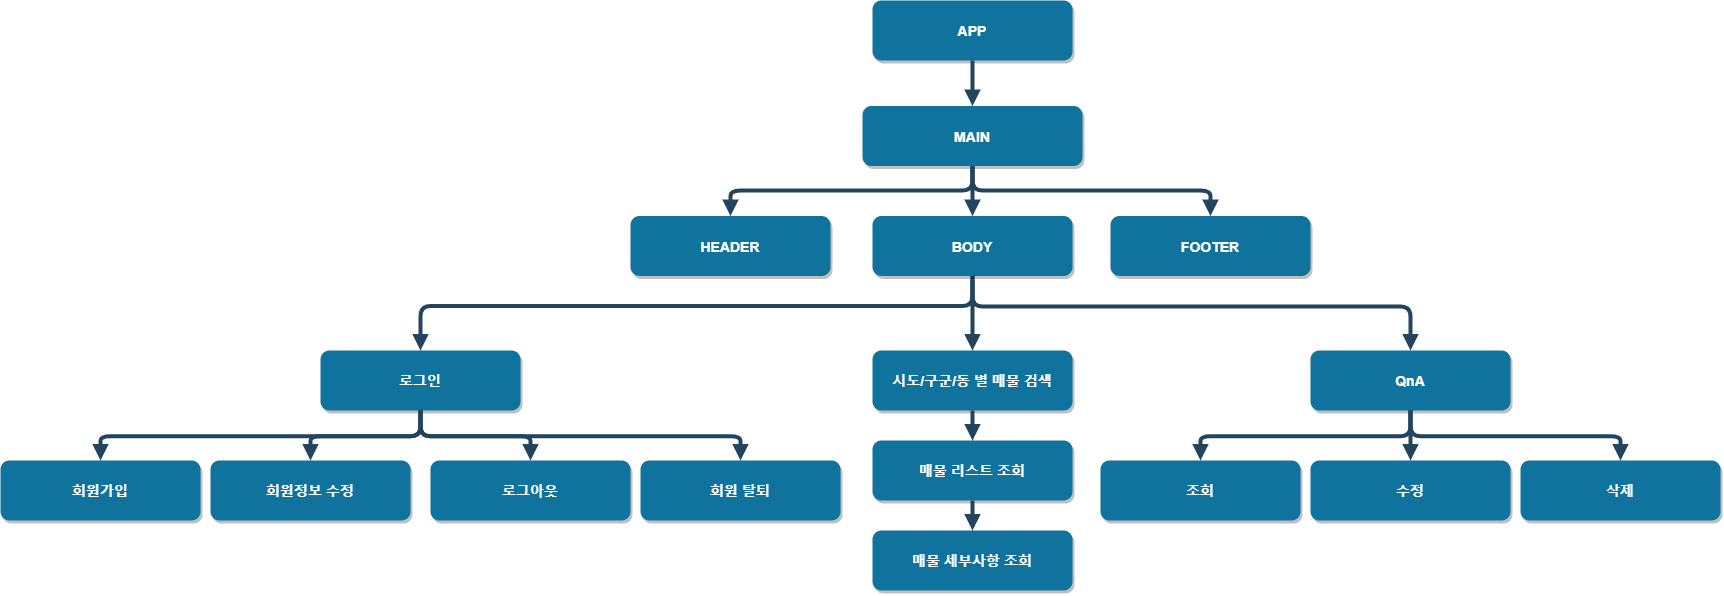 APP
MAIN
HEADER
BODY
FOOTER
로그인
시도/구군/동 별 매물 검색
QnA
회원가입
회원정보 수정
로그아웃
회원 탈퇴
매물 리스트 조회
조회
수정
삭제
매물 세부사항 조회